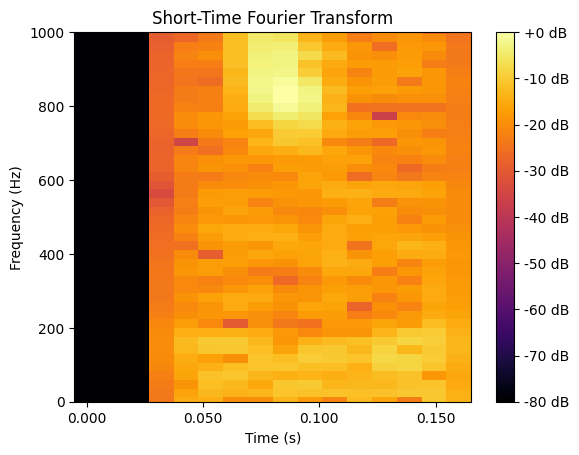 Short-Time Fourier Transform
Frequency (Hz)
1000
800
600
400
200
0
0.000
0.050
0.100
0.150
Time (s)
+0 dB
-10 dB
-20 dB
-30 dB
-40 dB
-50 dB
-60 dB
-70 dB
-80 dB